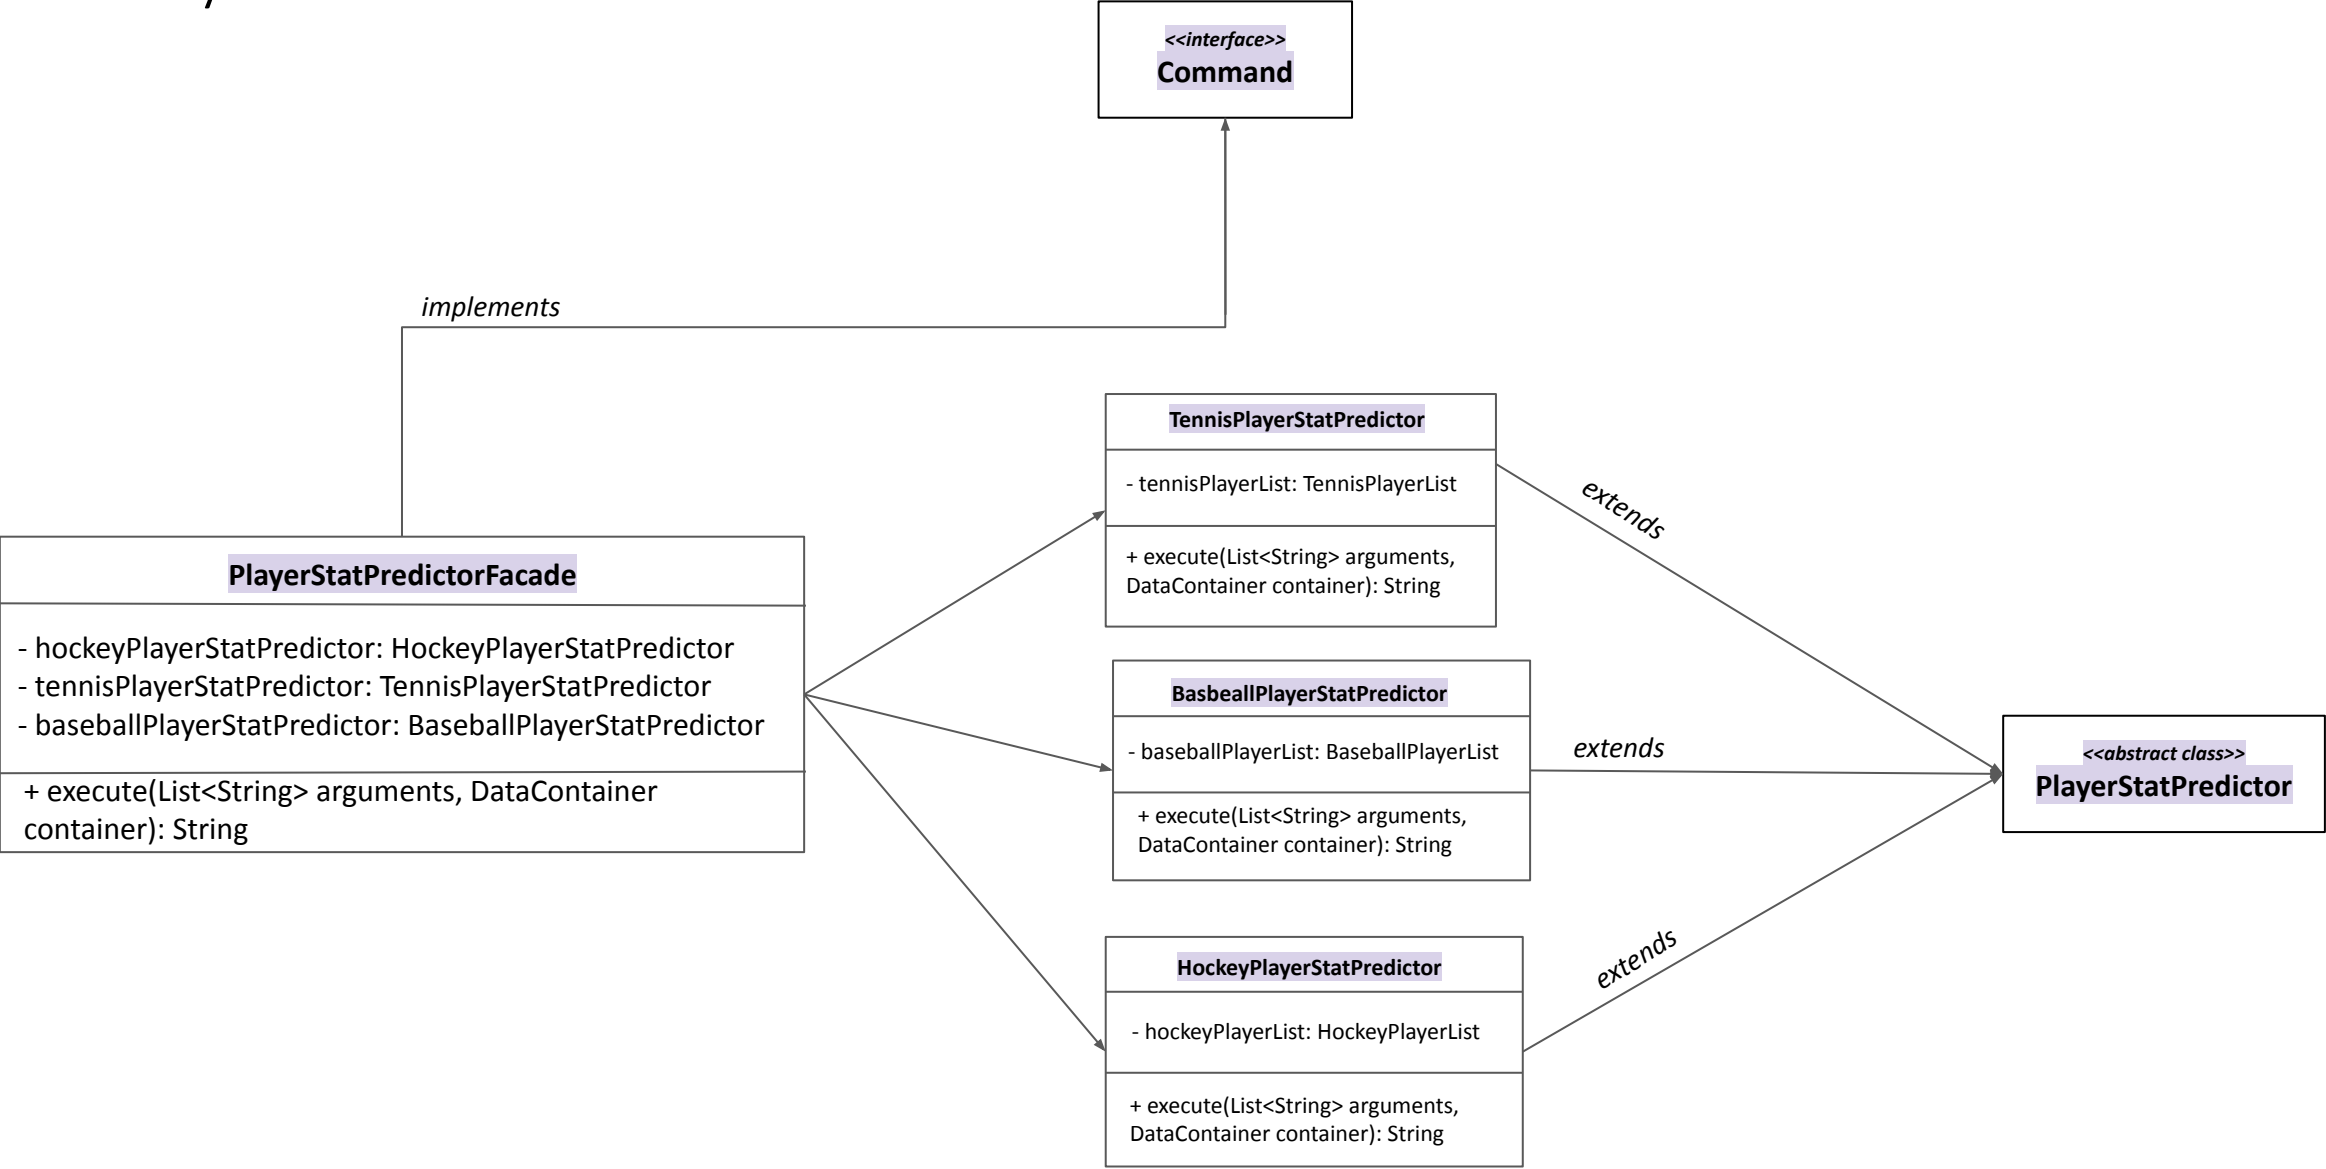 <<interface>>
Command
implements
TennisPlayerStatPredictor
- tennisPlayerList: TennisPlayerList
+ execute(List<String> arguments,
DataContainer container): String
extends
PlayerStatPredictorFacade
- hockeyPlayerStatPredictor: HockeyPlayerStatPredictor
- tennisPlayerStatPredictor: TennisPlayerStatPredictor
- baseballPlayerStatPredictor: BaseballPlayerStatPredictor
+ execute(List<String> arguments, DataContainer
container): String
BasbeallPlayerStatPredictor
- baseballPlayerList: BaseballPlayerList
+ execute(List<String> arguments,
DataContainer container): String
extends
<<abstract class>>
PlayerStatPredictor
HockeyPlayerStatPredictor
- hockeyPlayerList: HockeyPlayerList
+ execute(List<String> arguments,
DataContainer container): String
extends